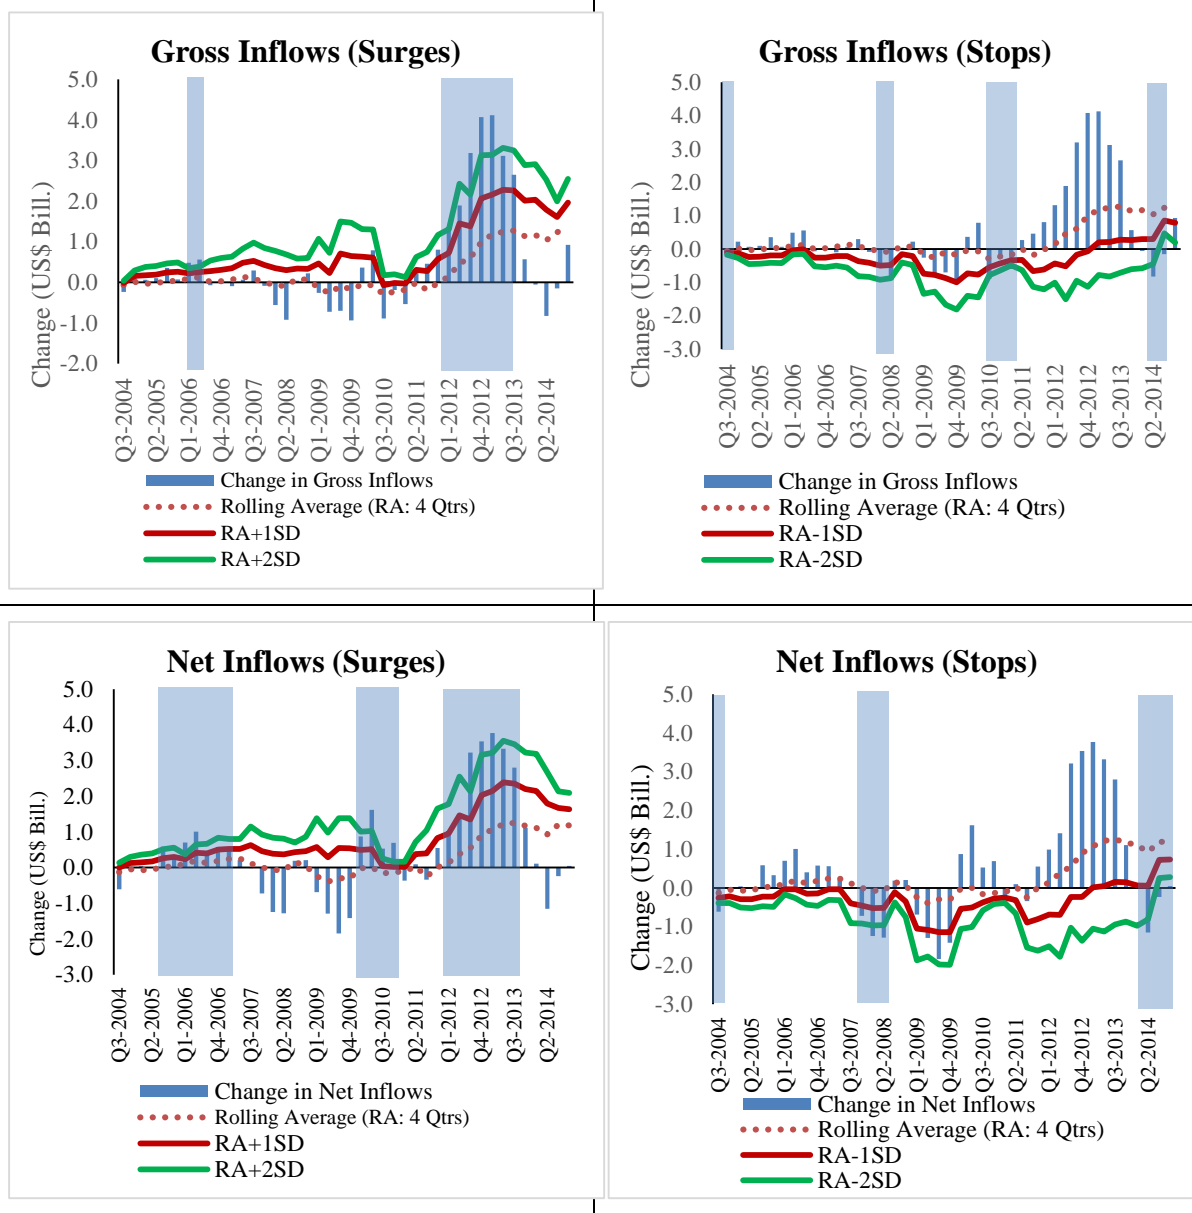 Gross Inflows (Surges)
Change (US$ Bill.)
5.0
4.0
3.0
2.0
1.0
0.0
-1.0
-2.0
Q3-2004
Q2-2005
Q1-2006
Q4-2006
Q3-2007
Q2-2008
Q1-2009
Q4-2009
Q3-2010
Q2-2011
Q1-2012
Q4-2012
Q3-2013
Q2-2014
Change in Gross Inflows
Rolling Average (RA: 4 Qtrs)
RA+1SD
RA+2SD
Gross Inflows (Stops)
Change (US$ Bill.)
5.0
4.0
3.0
2.0
1.0
0.0
-1.0
-2.0
-3.0
Q3-2004
Q2-2005
Q1-2006
Q4-2006
Q3-2007
Q2-2008
Q1-2009
Q4-2009
Q3-2010
Q2-2011
Q1-2012
Q4-2012
Q3-2013
Q2-2014
Change in Gross Inflows
Rolling Average (RA: 4 Qtrs)
RA-1SD
RA-2SD
Net Inflows (Surges)
Change (US$ Bill.)
5.0
4.0
3.0
2.0
1.0
0.0
-1.0
-2.0
-3.0
Q3-2004
Q2-2005
Q1-2006
Q4-2006
Q3-2007
Q2-2008
Q1-2009
Q4-2009
Q3-2010
Q2-2011
Q1-2012
Q4-2012
Q3-2013
Q2-2014
Change in Net Inflows
Rolling Average (RA: 4 Qtrs)
RA+1SD
RA+2SD
Net Inflows (Stops)
Change (US$ Bill.)
5.0
4.0
3.0
2.0
1.0
0.0
-1.0
-2.0
-3.0
Q3-2004
Q2-2005
Q1-2006
Q4-2006
Q3-2007
Q2-2008
Q1-2009
Q4-2009
Q3-2010
Q2-2011
Q1-2012
Q4-2012
Q3-2013
Q2-2014
Change in Net Inflows
Rolling Average (RA: 4 Qtrs)
RA-1SD
RA-2SD